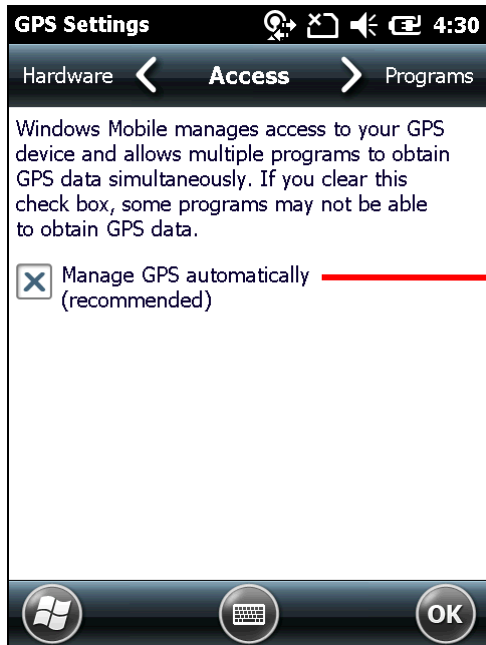 GPS Settings 4:30
Hardware Access Programs
Windows Mobile manages access to your GPS
device and allows multiple programs to obtain
GPS data simultaneously. If you clear this
check box, some programs may not be able
to obtain GPS data.
Manage GPS automatically
(recommended)
OK